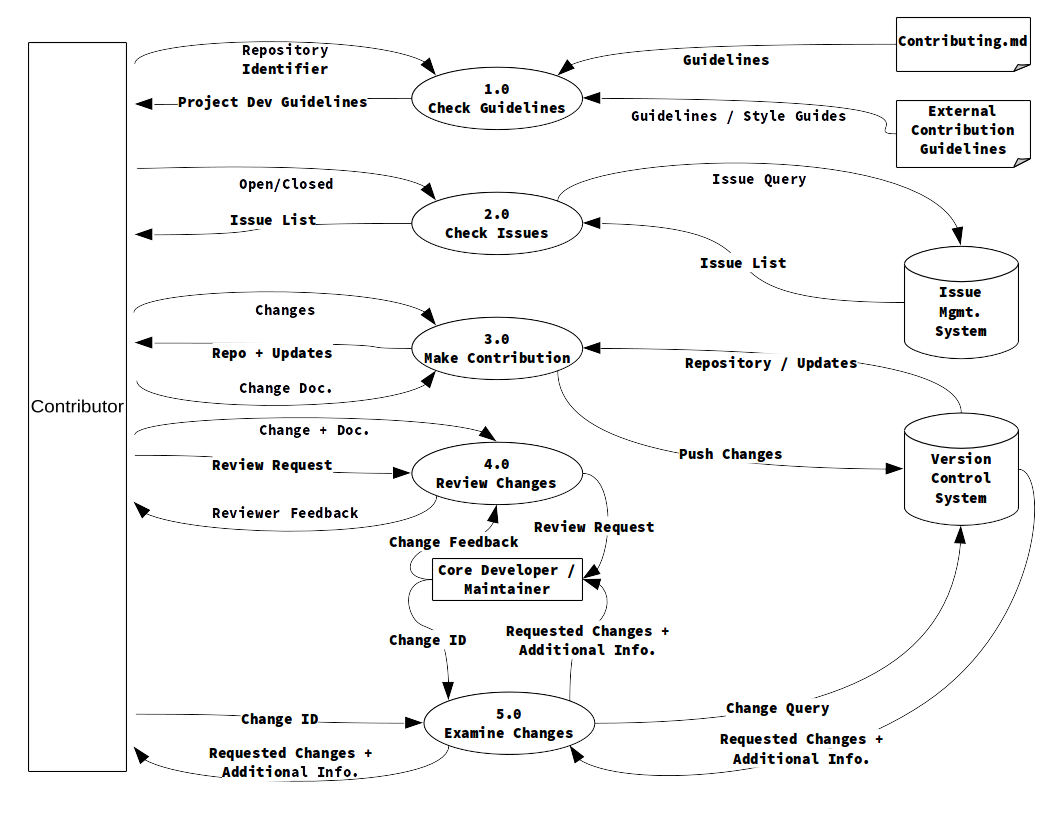 Repository
Identifier
Contributing.md
Guidelines
1.0
Check Guidelines
Project Dev Guidelines
Guidelines / Style Guides
External
Contribution
Guidelines
Open/Closed
Issue Query
2.0
Check Issues
Issue List
Issue List
Issue
Mgmt.
System
Changes
3.0
Make Contribution
Repo + Updates
Repository / Updates
Change Doc.
Contributor
Change + Doc.
Push Changes
Version
Control
System
4.0
Review Changes
Review Request
Reviewer Feedback
Review Request
Change Feedback
Core Developer /
Maintainer
Change ID
Requested Changes +
Additional Info.
5.0
Examine Changes
Change ID
Change Query
Requested Changes +
Additional Info.
Requested Changes +
Additional Info.